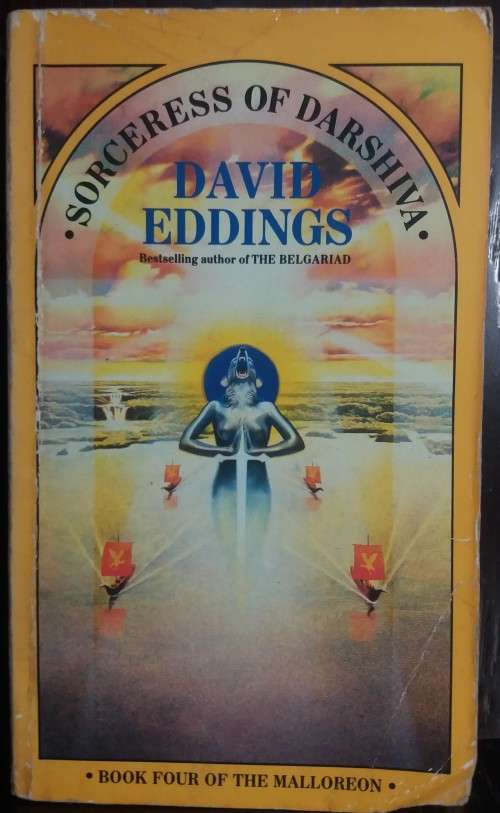 • SORCERESS OF DARSHIVA •
DAVID
EDDINGS
Bestselling author of THE BELGARIAD
• BOOK FOUR OF THE MALLOREON •